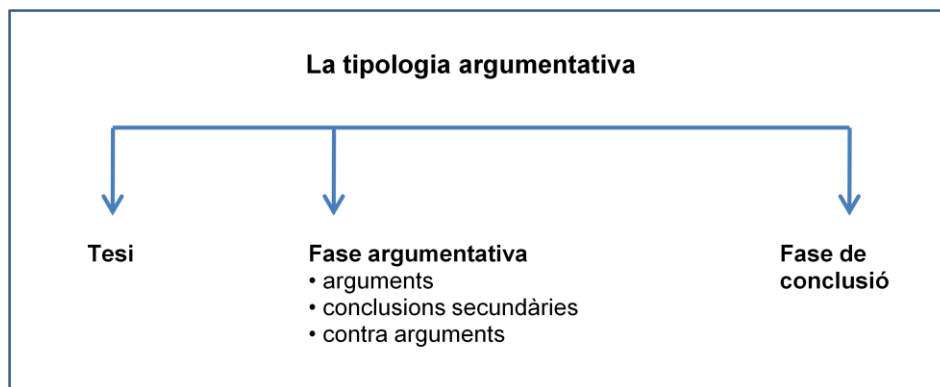 La tipologia argumentativa
Tesi
Fase argumentativa
• arguments
• conclusions secundàries
• contra arguments
Fase de
conclusió